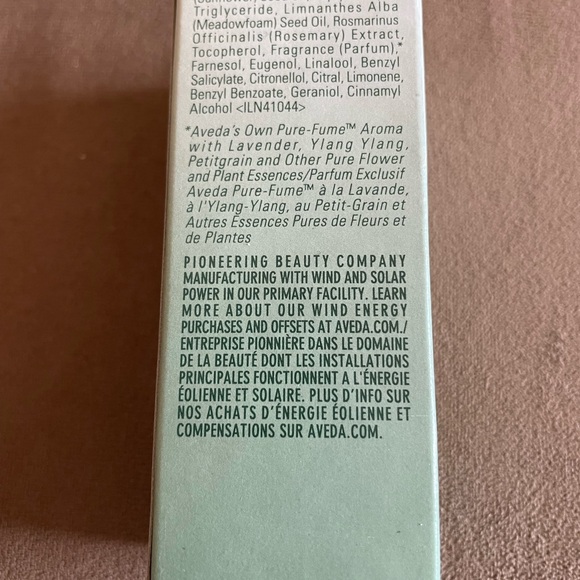 Triglyceride, Limnanthes Alba
(Meadowfoam) Seed Oil, Rosmarinus
Officinalis (Rosemary) Extract,
Tocopherol, Fragrance (Parfum),*
Farnesol, Eugenol, Linalool, Benzyl
Salicylate, Citronellol, Citral, Limonene,
Benzyl Benzoate, Geraniol, Cinnamyl
Alcohol <ILN41044>
*Aveda's Own Pure-Fume™ Aroma
with Lavender, Ylang Ylang,
Petitgrain and Other Pure Flower
and Plant Essences/Parfum Exclusif
Aveda Pure-Fume™ à la Lavande,
à l'Ylang-Ylang, au Petit-Grain et
Autres Essences Pures de Fleurs et
de Plantes
PIONEERING BEAUTY COMPANY
MANUFACTURING WITH WIND AND SOLAR
POWER IN OUR PRIMARY FACILITY. LEARN
MORE ABOUT OUR WIND ENERGY
PURCHASES AND OFFSETS AT AVEDA.COM./
ENTREPRISE PIONNIÈRE DANS LE DOMAINE
DE LA BEAUTÉ DONT LES INSTALLATIONS
PRINCIPALES FONCTIONNENT A L'ÉNERGIE
ÉOLIENNE ET SOLAIRE. PLUS D'INFO SUR
NOS ACHATS D'ÉNERGIE ÉOLIENNE ET
COMPENSATIONS SUR AVEDA.COM.